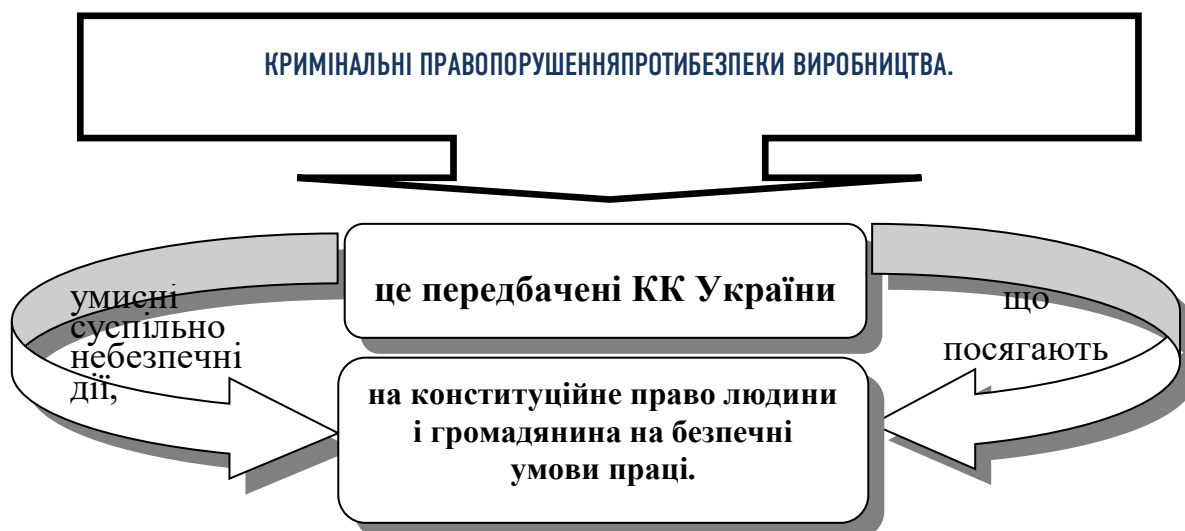 КРИМІНАЛЬНІ ПРАВОПОРУШЕННЯПРОТИБЕЗПЕКИ ВИРОБНИЦТВА.
це передбачені КК України
умисні
суспільно
небезпечні
дії,
що
посягають
на конституційне право людини
і громадянина на безпечні
умови праці.